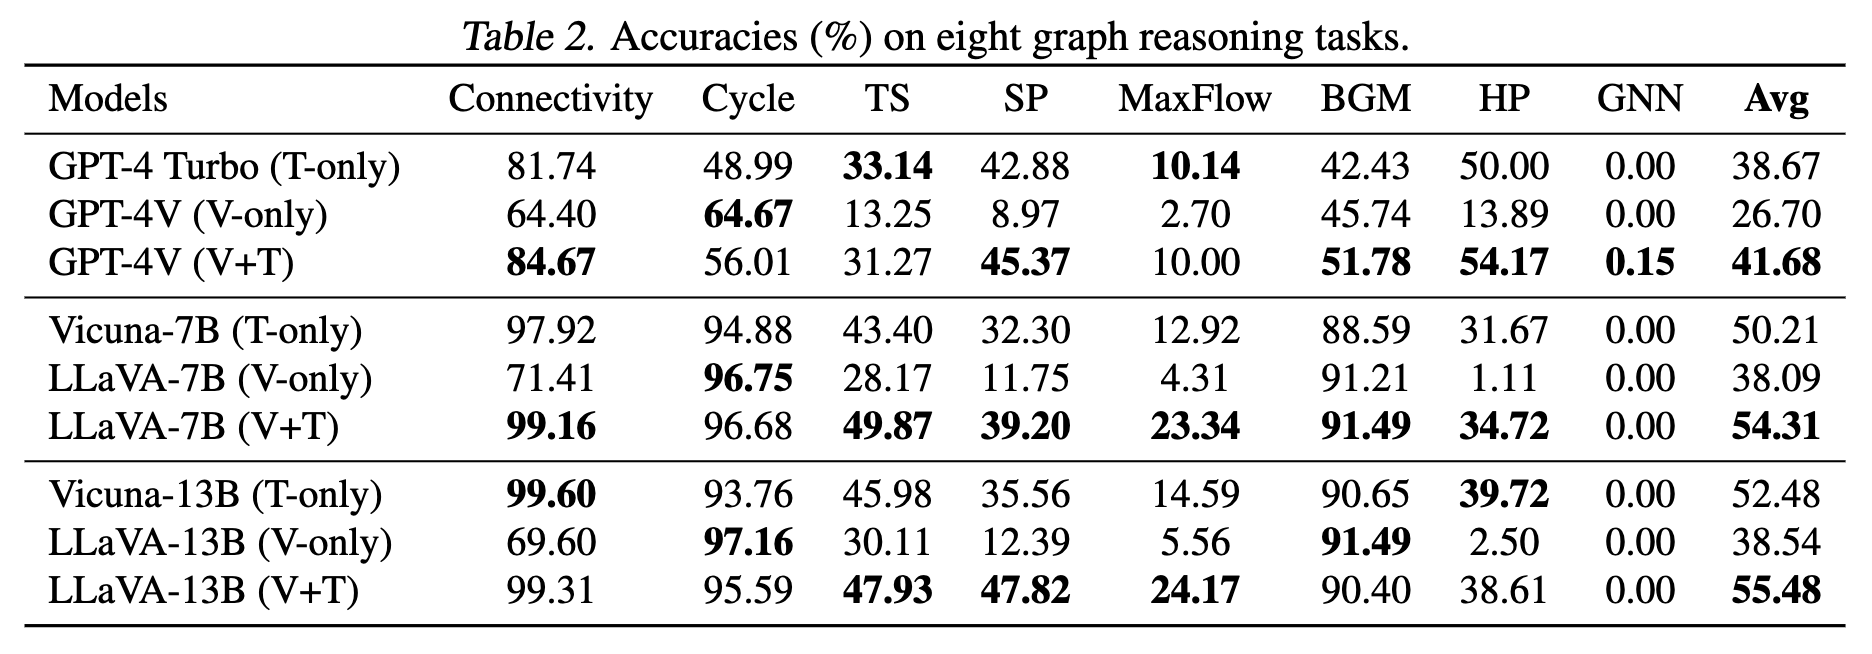 Table 2. Accuracies (%) on eight graph reasoning tasks.
Models Connectivity Cycle TS SP MaxFlow BGM HP GNN Avg
GPT-4 Turbo (T-only) 81.74 48.99 33.14 42.88 10.14 42.43 50.00 0.00 38.67
GPT-4V (V-only) 64.40 64.67 13.25 8.97 2.70 45.74 13.89 0.00 26.70
GPT-4V (V+T) 84.67 56.01 31.27 45.37 10.00 51.78 54.17 0.15 41.68
Vicuna-7B (T-only) 97.92 94.88 43.40 32.30 12.92 88.59 31.67 0.00 50.21
LLaVA-7B (V-only) 71.41 96.75 28.17 11.75 4.31 91.21 1.11 0.00 38.09
LLaVA-7B (V+T) 99.16 96.68 49.87 39.20 23.34 91.49 34.72 0.00 54.31
Vicuna-13B (T-only) 99.60 93.76 45.98 35.56 14.59 90.65 39.72 0.00 52.48
LLaVA-13B (V-only) 69.60 97.16 30.11 12.39 5.56 91.49 2.50 0.00 38.54
LLaVA-13B (V+T) 99.31 95.59 47.93 47.82 24.17 90.40 38.61 0.00 55.48